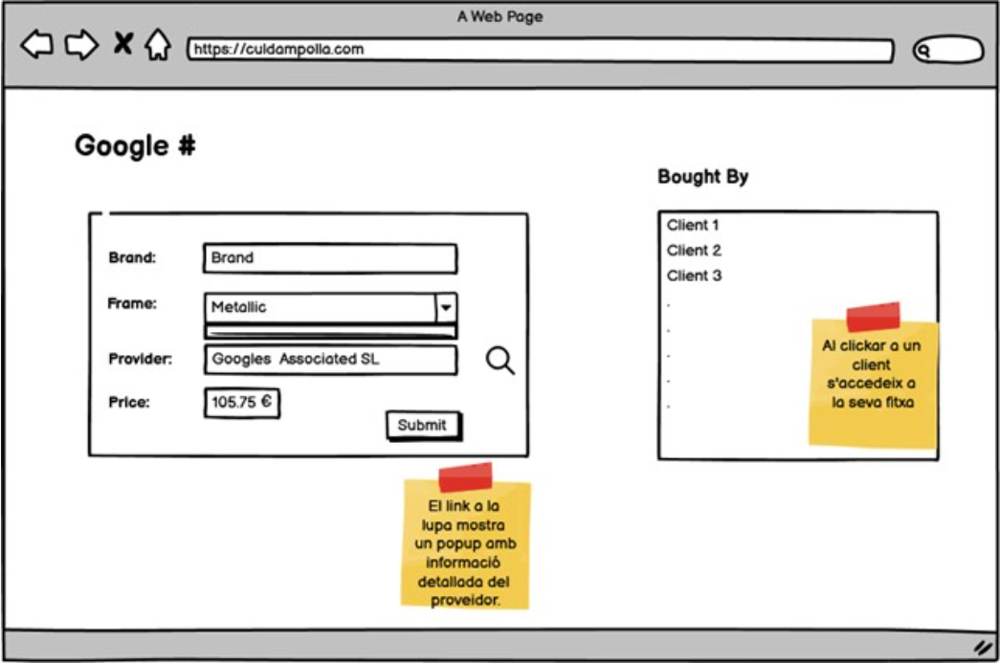 A Web Page
https://culdampolla.com
Google #
Bought By
Client 1
Client 2
Client 3
Brand:
Brand
Frame:
Metallic
Provider:
Googles Associated SL
Price:
105.75 €
Submit
Al clickar a un
client
s'accedeix a
la seva fitxa
El link a la
lupa mostra
un popup amb
informació
detallada del
proveidor.